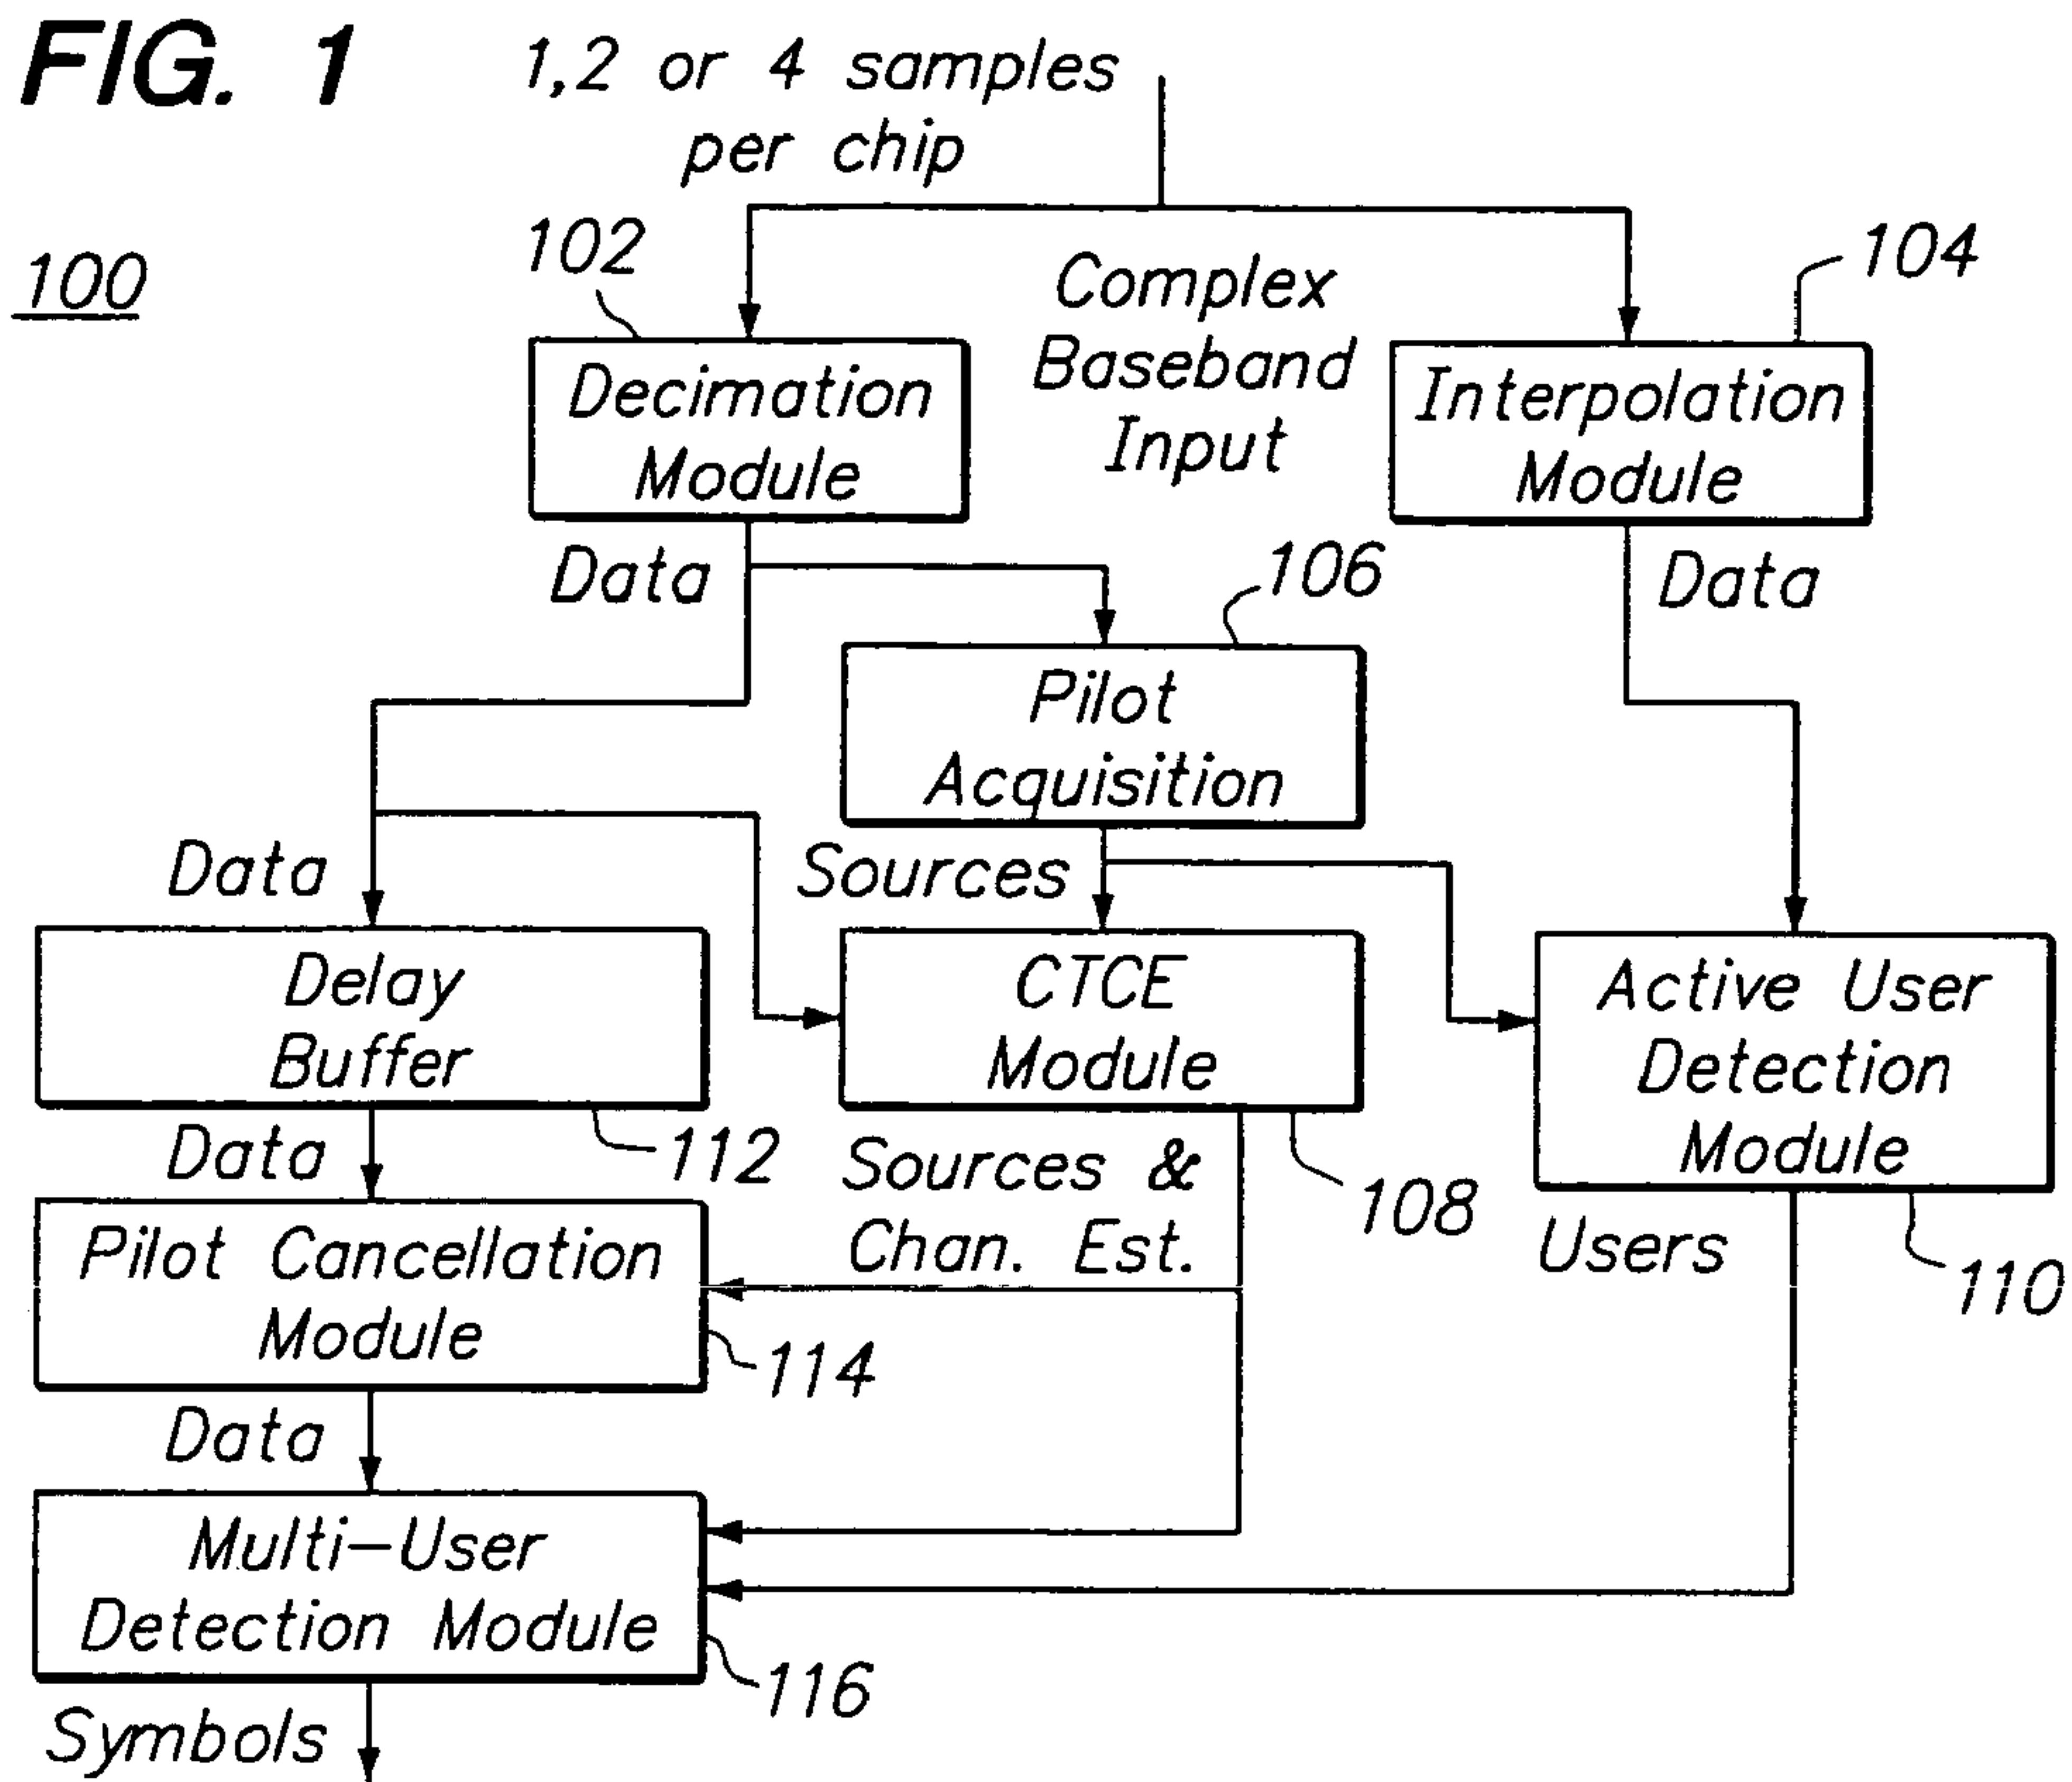 FIG. 1
1,2 or 4 samples
per chip
100
102
Complex
Baseband
Input
104
Decimation
Module
Interpolation
Module
Data
106
Data
Pilot
Acquisition
Data
Sources
Delay
Buffer
CTCE
Module
Active User
Detection
Module
Data
112
Sources &
Chan. Est.
108
Users
110
Pilot Cancellation
Module
114
Data
Multi-User
Detection Module
116
Symbols